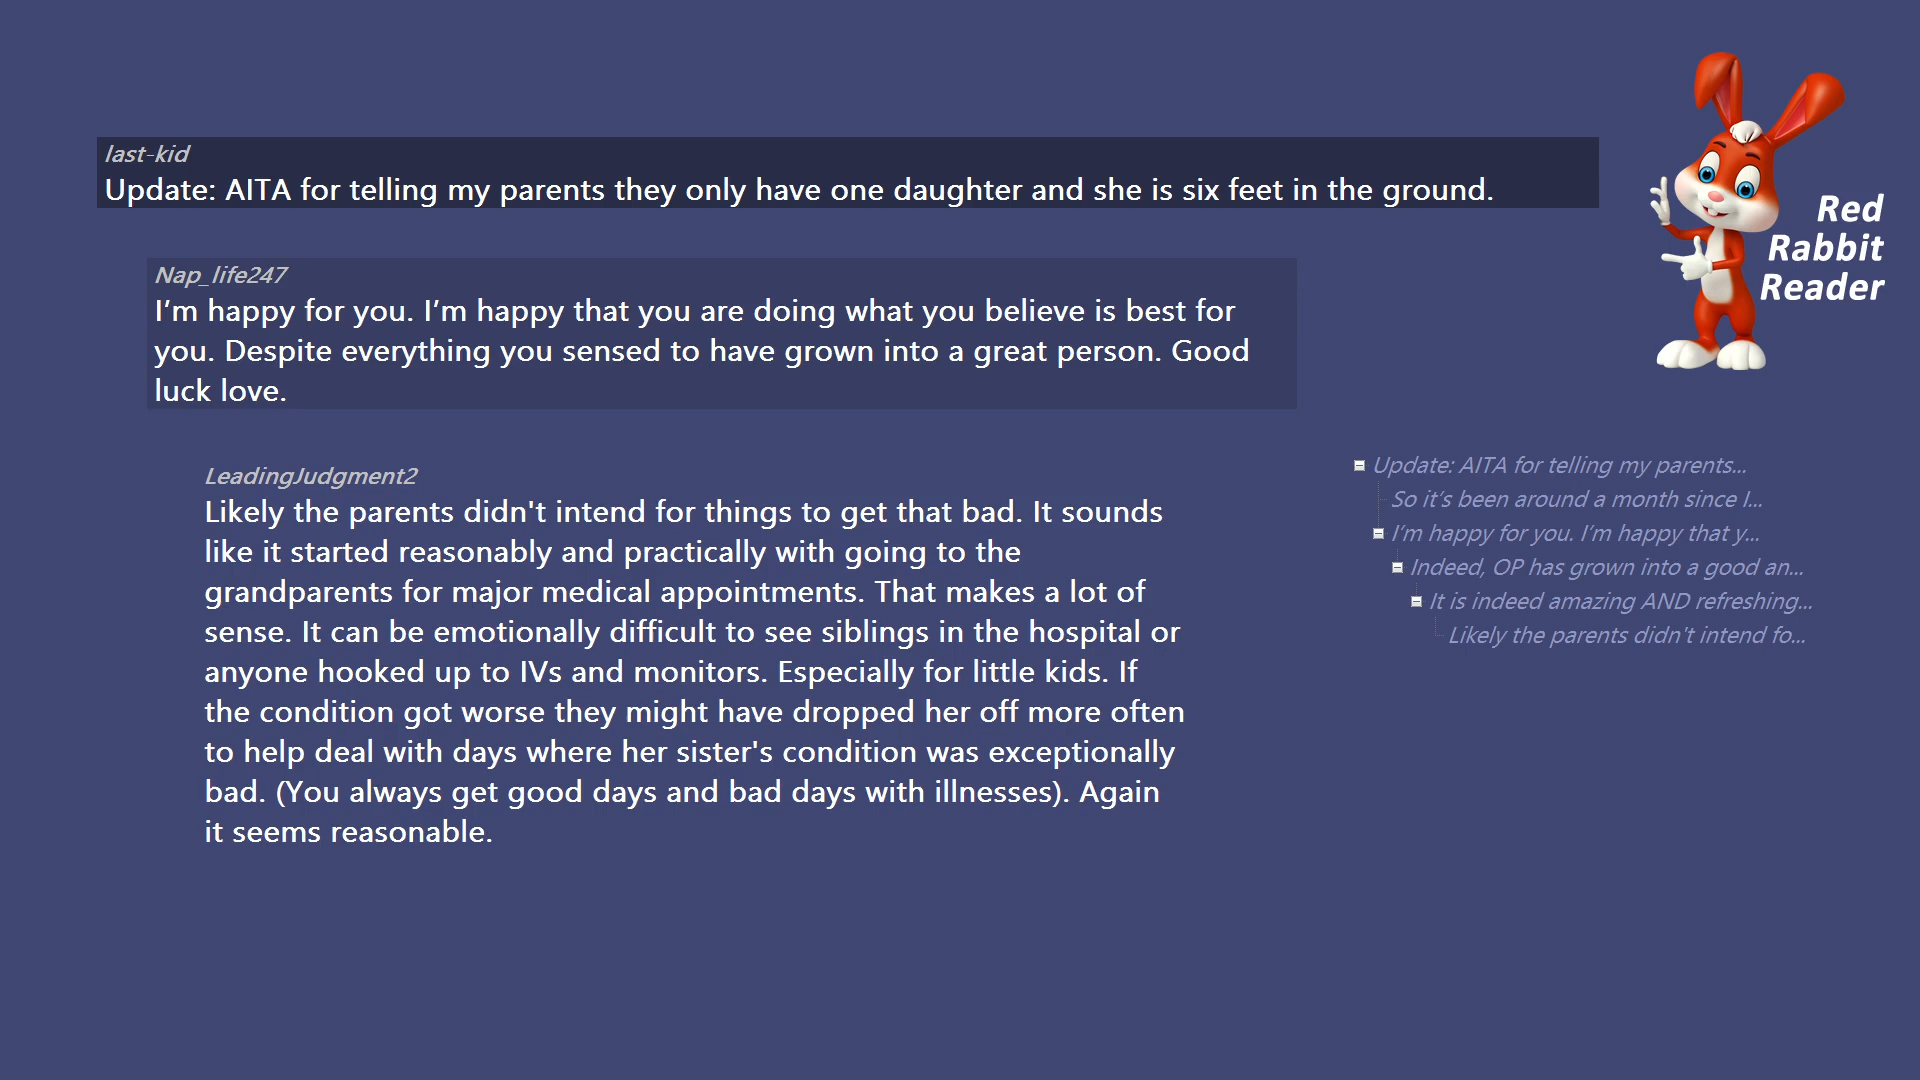 last-kid
Update: AITA for telling my parents they only have one daughter and she is six feet in the ground.
Nap_life247
I’m happy for you. I’m happy that you are doing what you believe is best for
you. Despite everything you sensed to have grown into a great person. Good
luck love.
LeadingJudgment2
Likely the parents didn't intend for things to get that bad. It sounds
like it started reasonably and practically with going to the
grandparents for major medical appointments. That makes a lot of
sense. It can be emotionally difficult to see siblings in the hospital or
anyone hooked up to IVs and monitors. Especially for little kids. If
the condition got worse they might have dropped her off more often
to help deal with days where her sister's condition was exceptionally
bad. (You always get good days and bad days with illnesses). Again
it seems reasonable.
Red
Rabbit
Reader
Update: AITA for telling my parents...
So it’s been around a month since I...
I’m happy for you. I’m happy that y...
Indeed, OP has grown into a good an...
It is indeed amazing AND refreshing...
Likely the parents didn't intend fo...